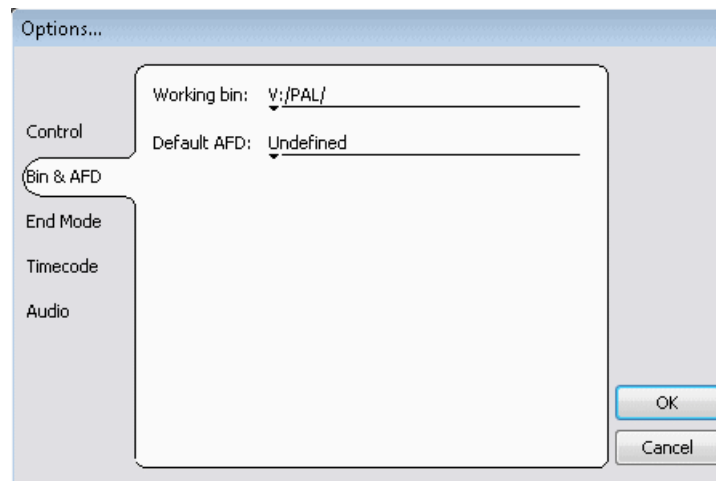 Options...
Control
Bin & AFD
End Mode
Timecode
Audio
Working bin: V:/PAL/
Default AFD: Undefined
OK
Cancel